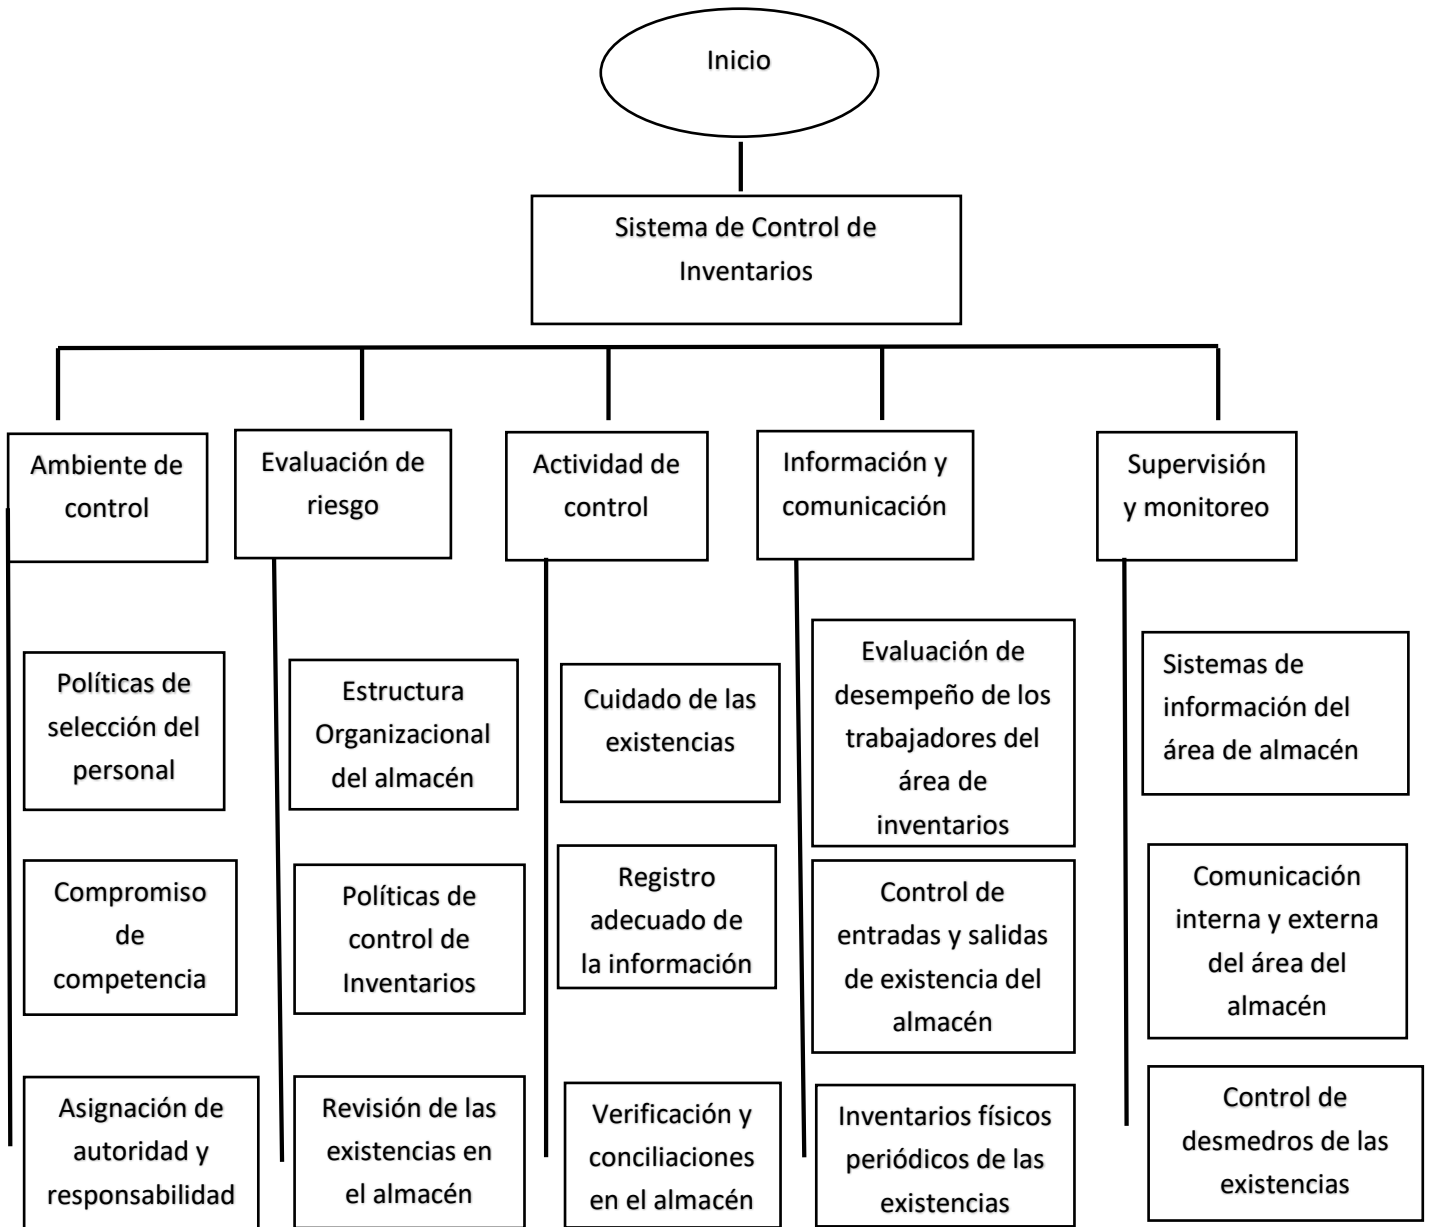 Inicio
Sistema de Control de
Inventarios
Ambiente de
control
Evaluación de
riesgo
Actividad de
control
Información y
comunicación
Supervisión
y monitoreo
Políticas de
selección del
personal
Estructura
Organizacional
del almacén
Cuidado de las
existencias
Evaluación de
desempeño de los
trabajadores del
área de
inventarios
Sistemas de
información del
área de almacén
Compromiso
de
competencia
Políticas de
control de
Inventarios
Registro
adecuado de
la información
Control de
entradas y salidas
de existencia del
almacén
Comunicación
interna y externa
del área del
almacén
Asignación de
autoridad y
responsabilidad
Revisión de las
existencias en
el almacén
Verificación y
conciliaciones
en el almacén
Inventarios físicos
periódicos de las
existencias
Control de
desmedros de las
existencias